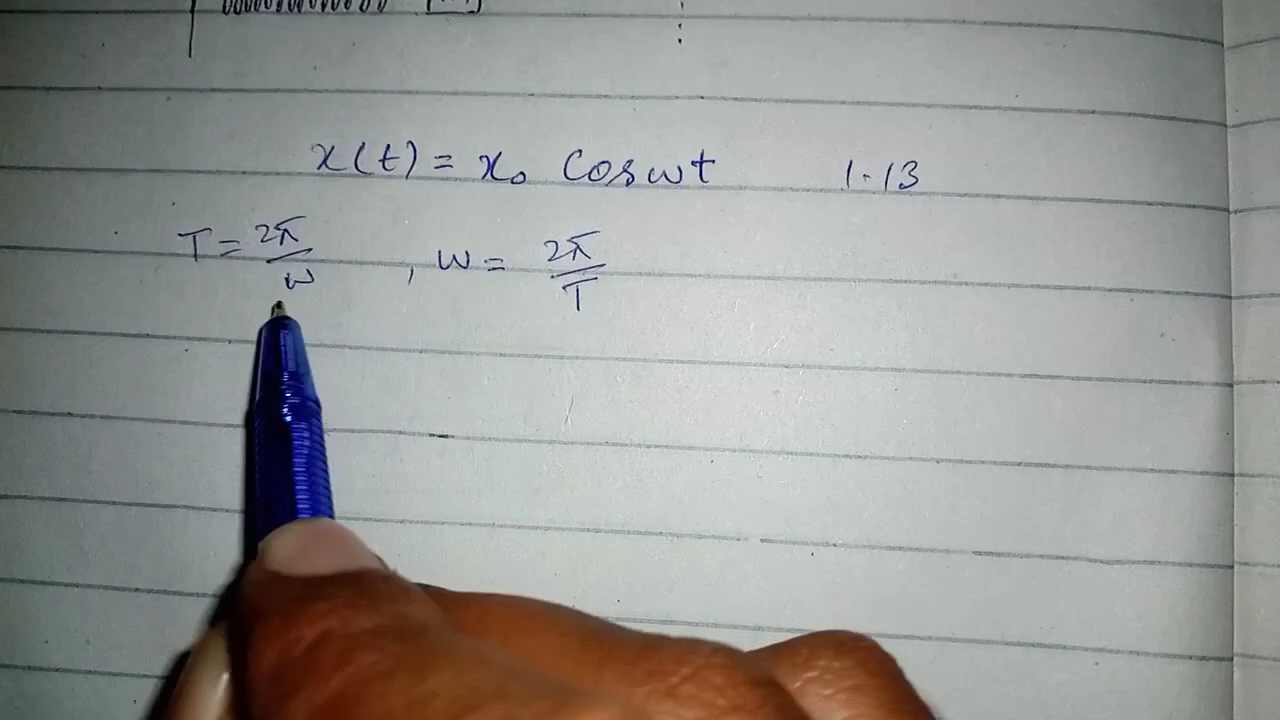 x(t) = x₀ cos ωt 1.13
T = 2π/ω , ω = 2π/T